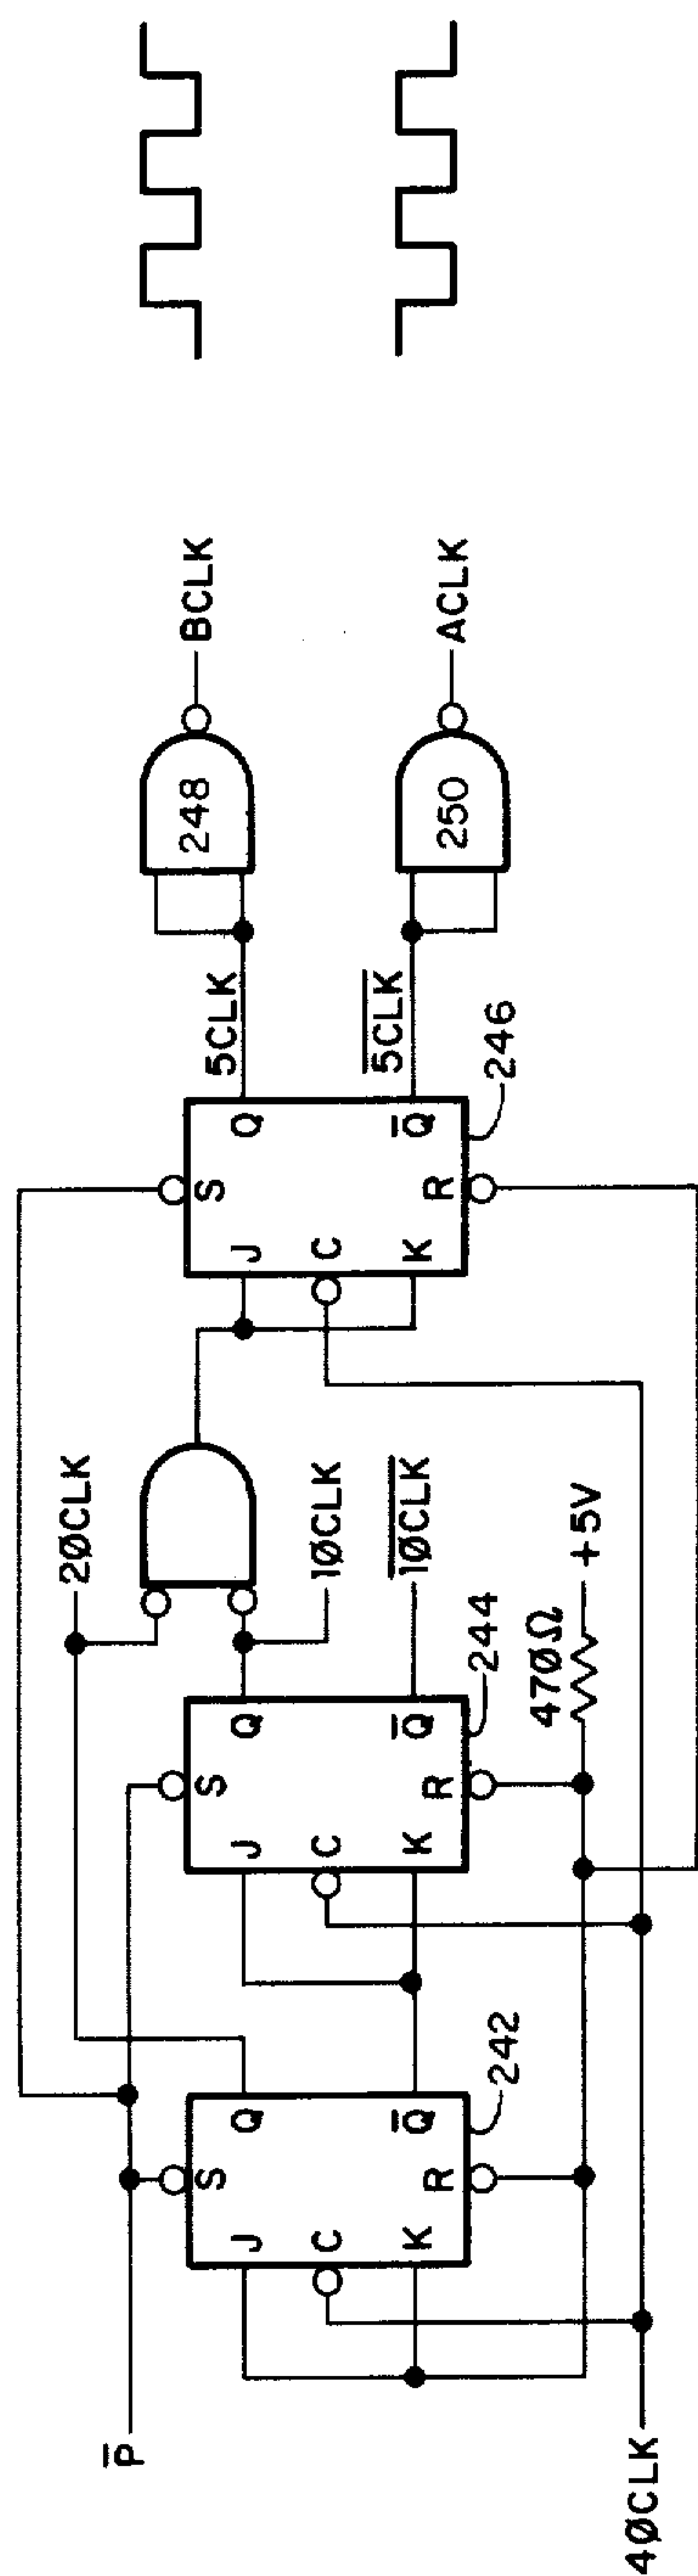 P̅
4ØCLK
J
C
K
S
R
Q
Q̅
242
J
C
K
S
R
Q
Q̅
244
2ØCLK
1ØCLK
1ØCLK
47ØΩ
+5V
J
C
K
S
R
Q
Q̅
246
5CLK
5CLK
248
250
BCLK
ACLK